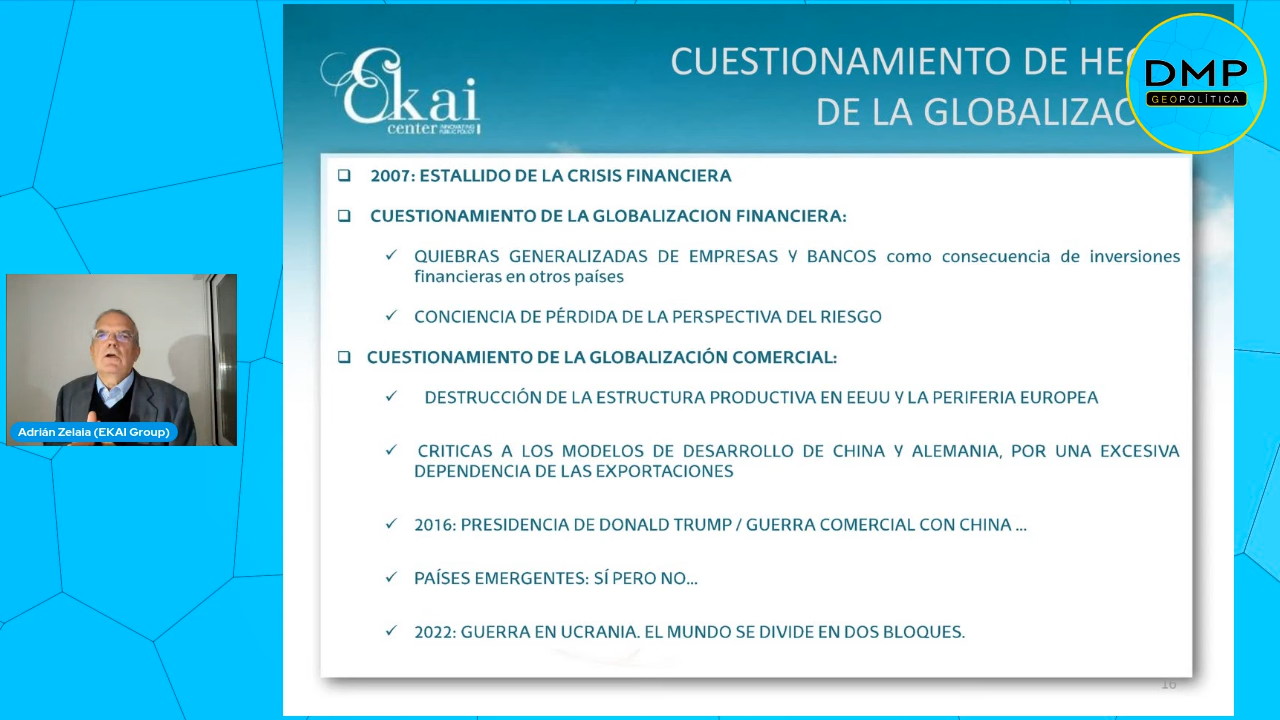 Ekai
center INNOVATING PUBLIC POLICY
CUESTIONAMIENTO DE HE
DE LA GLOBALIZAC
DMP
GEOPOLÍTICA
2007: ESTALLIDO DE LA CRISIS FINANCIERA
CUESTIONAMIENTO DE LA GLOBALIZACION FINANCIERA:
QUIEBRAS GENERALIZADAS DE EMPRESAS Y BANCOS como consecuencia de inversiones
financieras en otros países
CONCIENCIA DE PÉRDIDA DE LA PERSPECTIVA DEL RIESGO
CUESTIONAMIENTO DE LA GLOBALIZACIÓN COMERCIAL:
DESTRUCCIÓN DE LA ESTRUCTURA PRODUCTIVA EN EEUU Y LA PERIFERIA EUROPEA
CRITICAS A LOS MODELOS DE DESARROLLO DE CHINA Y ALEMANIA, POR UNA EXCESIVA
DEPENDENCIA DE LAS EXPORTACIONES
2016: PRESIDENCIA DE DONALD TRUMP / GUERRA COMERCIAL CON CHINA ...
PAÍSES EMERGENTES: SÍ PERO NO...
2022: GUERRA EN UCRANIA. EL MUNDO SE DIVIDE EN DOS BLOQUES.
16
Adrián Zelaia (EKAI Group)